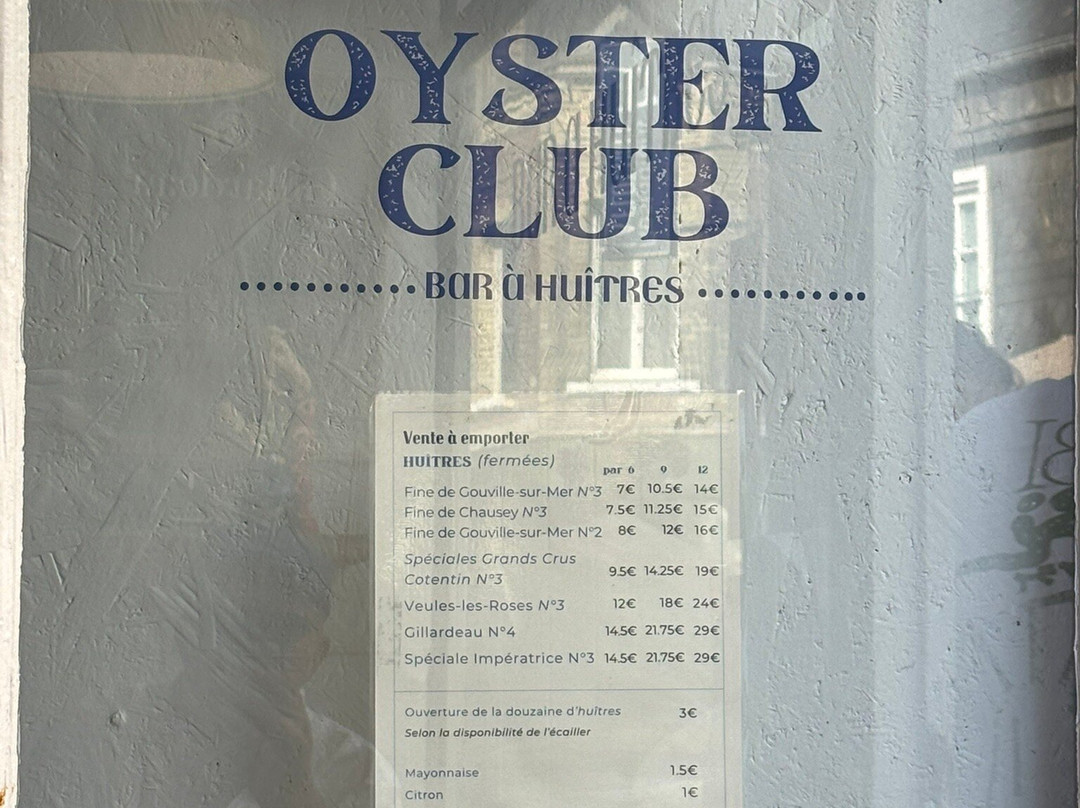 OYSTER
CLUB
BAR À HUÎTRES
Vente à emporter
HUÎTRES (fermées) par 6 9 12
Fine de Gouville-sur-Mer N°3 7€ 10.5€ 14€
Fine de Chausey N°3 7.5€ 11.25€ 15€
Fine de Gouville-sur-Mer N°2 8€ 12€ 16€
Spéciales Grands Crus
Cotentin N°3 9.5€ 14.25€ 19€
Veules-les-Roses N°3 12€ 18€ 24€
Gillardeau N°4 14.5€ 21.75€ 29€
Spéciale Impératrice N°3 14.5€ 21.75€ 29€
Ouverture de la douzaine d'huîtres 3€
Selon la disponibilité de l'écailler
Mayonnaise 1.5€
Citron 1€